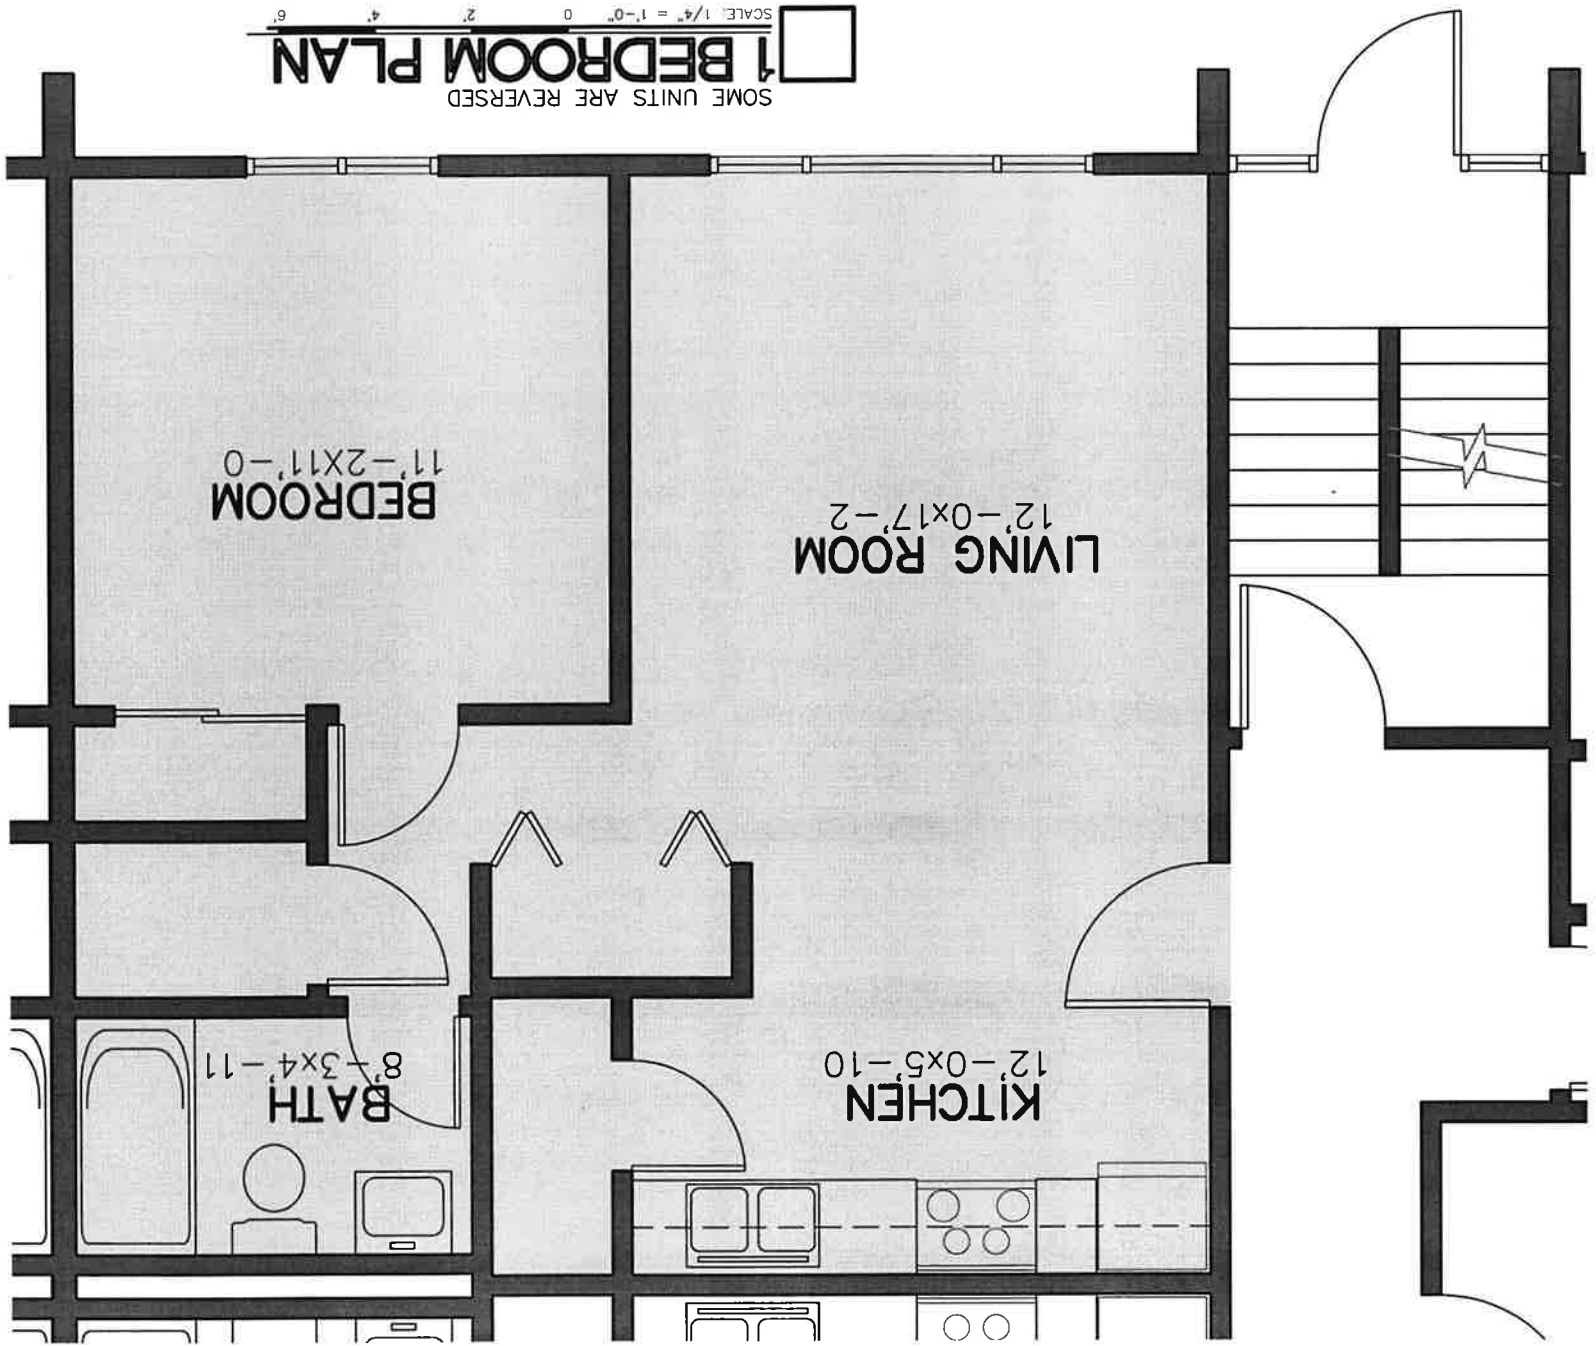 KITCHEN
12'-0x5'-10
BATH
8'-3x4'-11
LIVING ROOM
12'-0x17'-2
BEDROOM
11'-2X11'-0
SOME UNITS ARE REVERSED
1 BEDROOM PLAN
SCALE: 1/4" = 1'-0" 0 2' 4' 6'